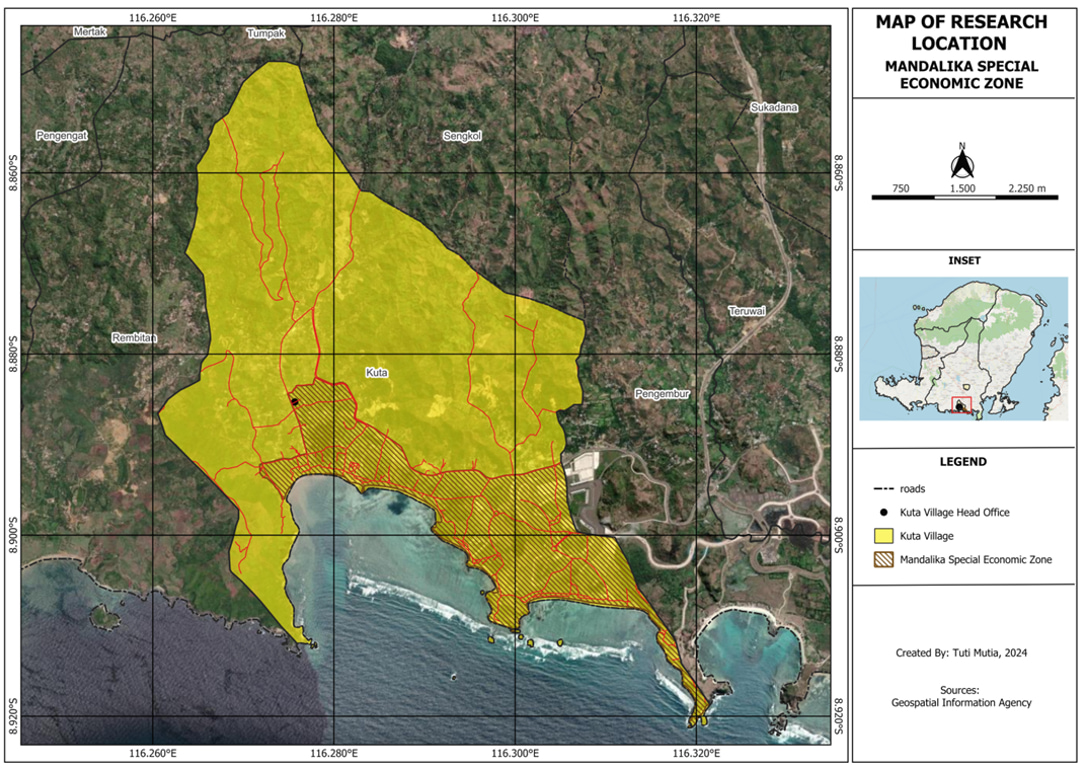 116.260°E
116.280°E
116.300°E
116.320°E
Mertak
Tumpak
Pengengat
Sengkol
Sukadana
8.860°S
8.860°S
Rembitan
Teruwai
8.880°S
8.880°S
Kuta
Pengembur
8.900°S
8.900°S
8.920°S
8.920°S
116.260°E
116.280°E
116.300°E
116.320°E
MAP OF RESEARCH
LOCATION
MANDALIKA SPECIAL
ECONOMIC ZONE
N
750
1.500
2.250 m
INSET
LEGEND
roads
Kuta Village Head Office
Kuta Village
Mandalika Special Economic Zone
Created By: Tuti Mutia, 2024
Sources:
Geospatial Information Agency